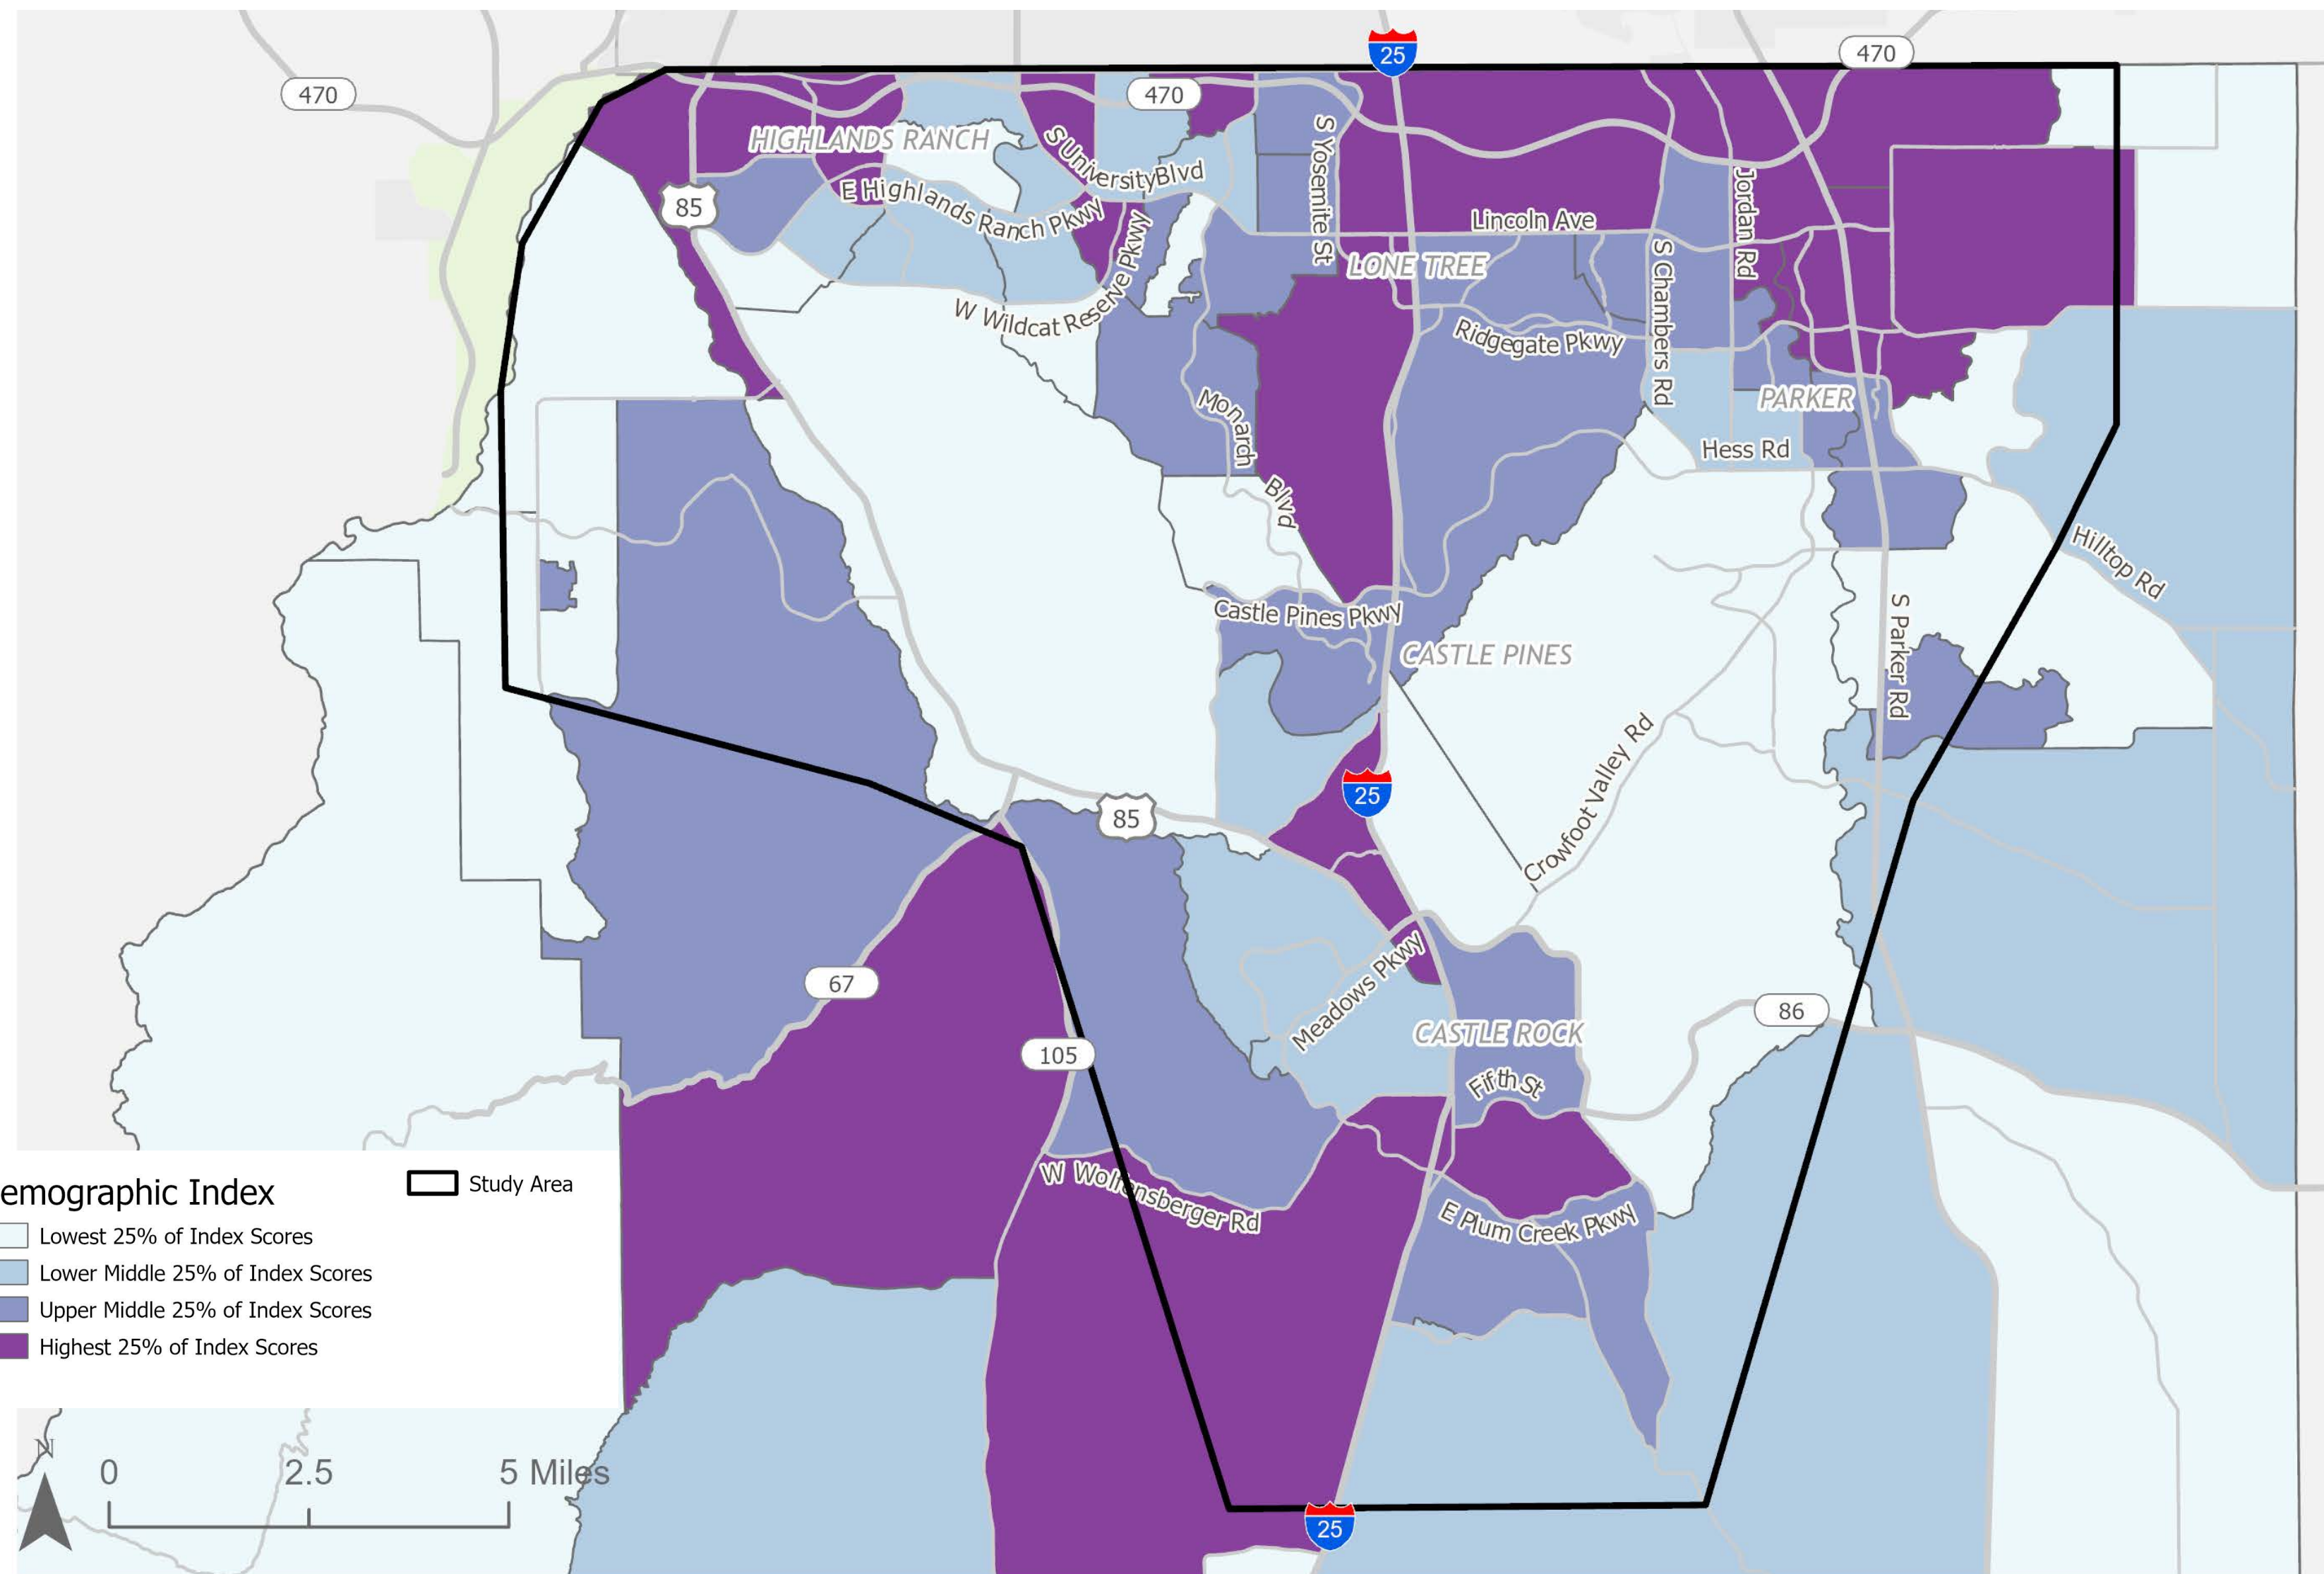 25
470
470
470
HIGHLANDS RANCH
S University Blvd
S Yosemite St
E Highlands Ranch Pkwy
85
Jordan Rd
Lincoln Ave
S Chambers Rd
LONE TREE
W Wildcat Reserve Pkwy
Ridgegate Pkwy
Monarch Blvd
PARKER
Hess Rd
Hilltop Rd
Castle Pines Pkwy
S Parker Rd
CASTLE PINES
Crowfoot Valley Rd
25
85
Meadows Pkwy
67
86
CASTLE ROCK
105
Fifth St
W Wolfensberger Rd
E Plum Creek Pkwy
emographic Index
Study Area
Lowest 25% of Index Scores
Lower Middle 25% of Index Scores
Upper Middle 25% of Index Scores
Highest 25% of Index Scores
N
0 2.5 5 Miles
25